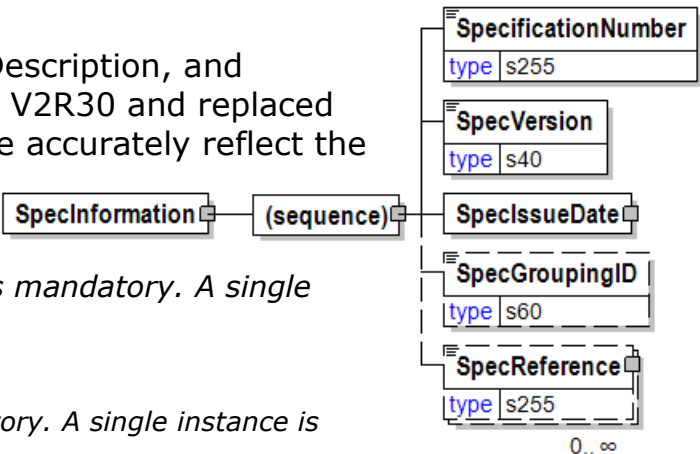 SpecificationNumber
type s255
Description, and
V2R30 and replaced
e accurately reflect the
SpecVersion
type s40
SpecInformation
(sequence)
SpecIssueDate
SpecGroupingID
type s60
s mandatory. A single
SpecReference
type s255
tory. A single instance is
0..∞